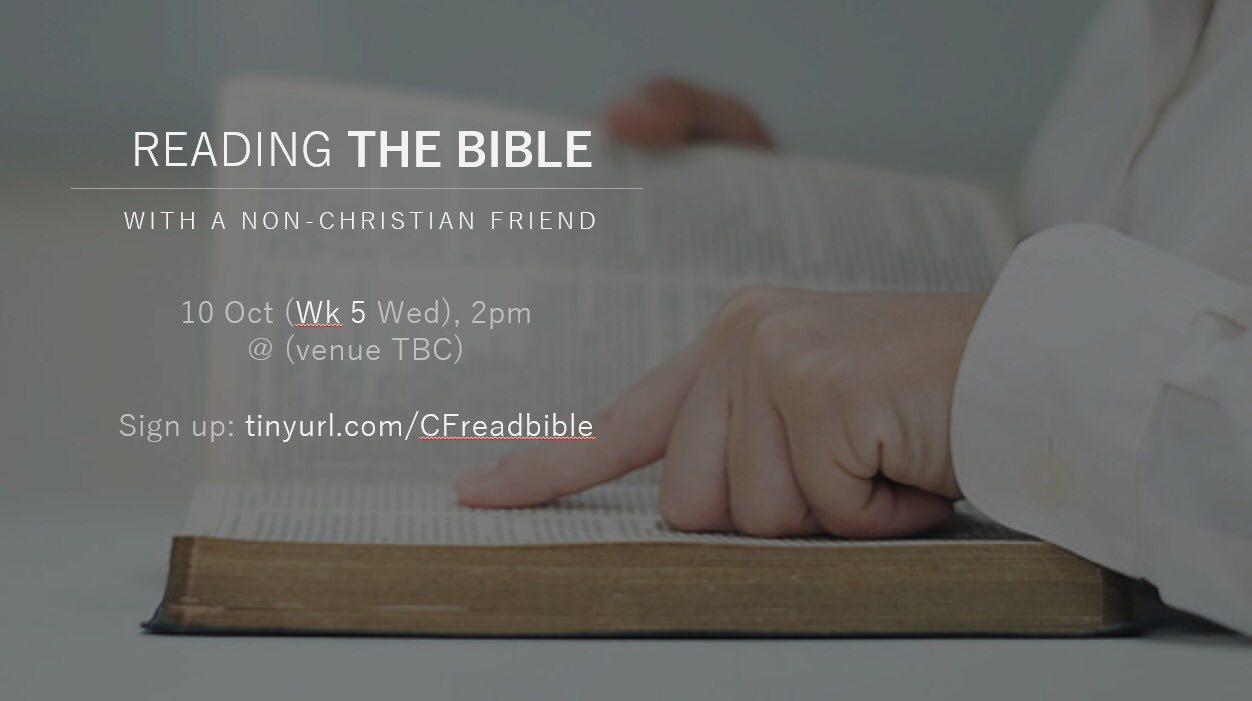 READING THE BIBLE
WITH A NON-CHRISTIAN FRIEND
10 Oct (Wk 5 Wed), 2pm
@ (venue TBC)
Sign up: tinyurl.com/CFreadbible